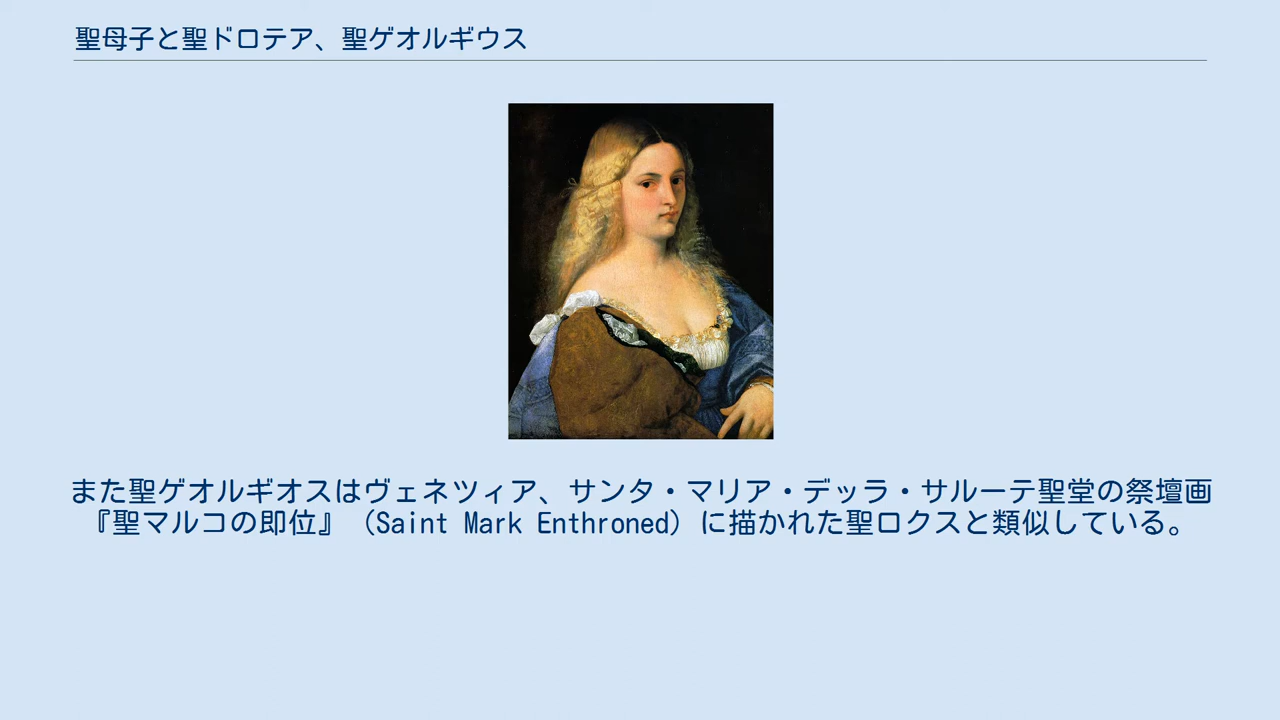 聖母子と聖ドロテア、聖ゲオルギウス
また聖ゲオルギオスはヴェネツィア、サンタ・マリア・デッラ・サルーテ聖堂の祭壇画
『聖マルコの即位』（Saint Mark Enthroned）に描かれた聖ロクスと類似している。